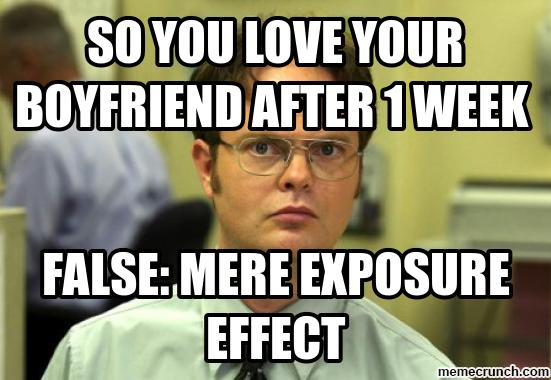 SO YOU LOVE YOUR
BOYFRIEND AFTER 1 WEEK
FALSE: MERE EXPOSURE
EFFECT
memecrunch.com